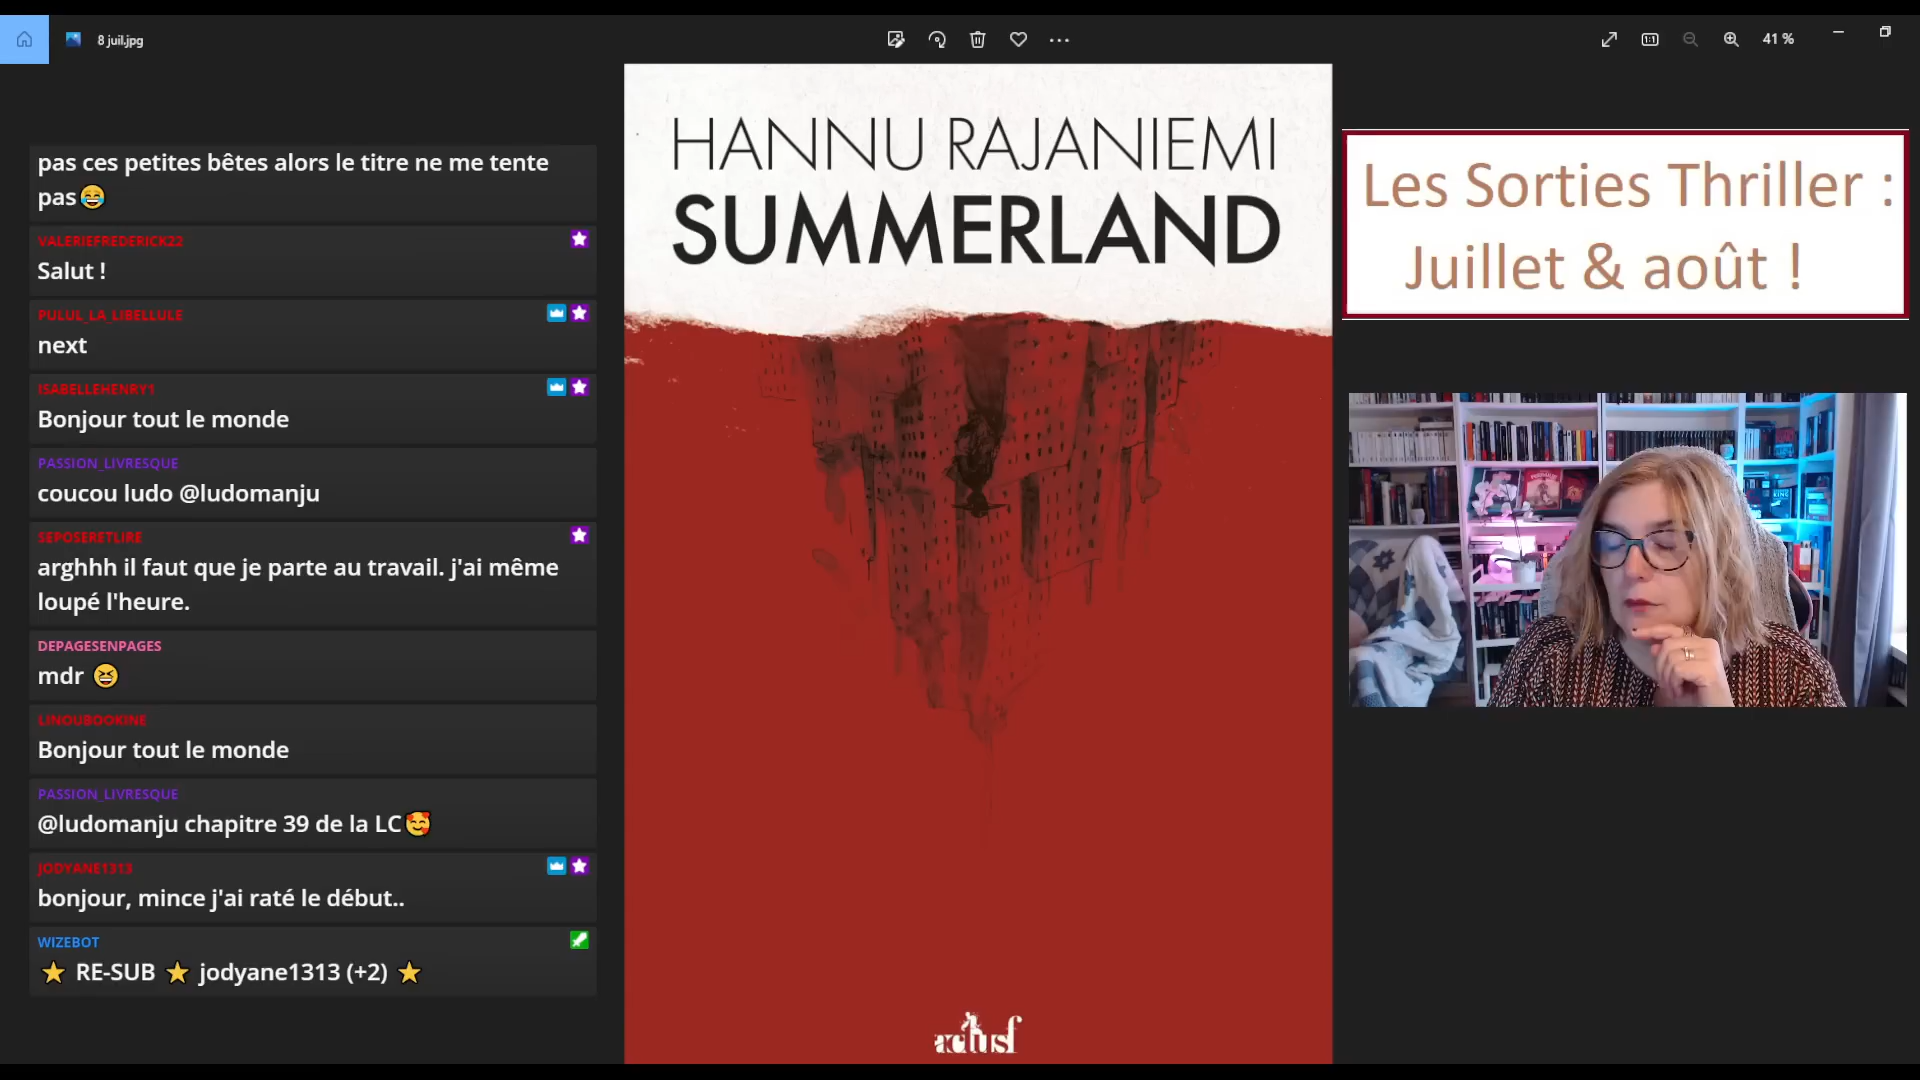 8 juil.jpg
41 %
pas ces petites bêtes alors le titre ne me tente
pas😂
VALERIEFREDERICK22
Salut !
PULUL_LA_LIBELLULE
next
ISABELLEHENRY1
Bonjour tout le monde
PASSION_LIVRESQUE
coucou ludo @ludomanju
SEPOSERETLIRE
arghhh il faut que je parte au travail. j'ai même
loupé l'heure.
DEPAGESENPAGES
mdr 😆
LINOUBOOKINE
Bonjour tout le monde
PASSION_LIVRESQUE
@ludomanju chapitre 39 de la LC🥰
JODYANE1313
bonjour, mince j'ai raté le début..
WIZEBOT
⭐ RE-SUB ⭐ jodyane1313 (+2) ⭐
HANNU RAJANIEMI
SUMMERLAND
actusf
Les Sorties Thriller :
Juillet & août !